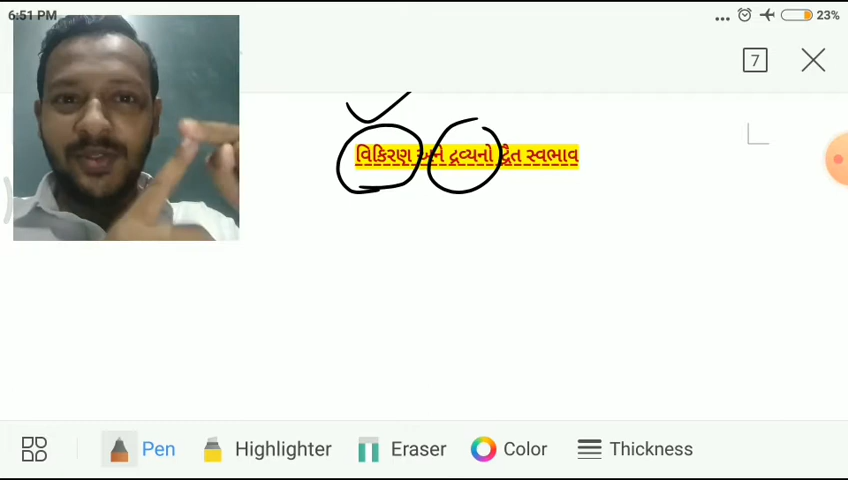 6:51 PM
23%
7
વિકિરણ અને દ્રવ્યનો દ્વૈત સ્વભાવ
Pen Highlighter Eraser Color Thickness